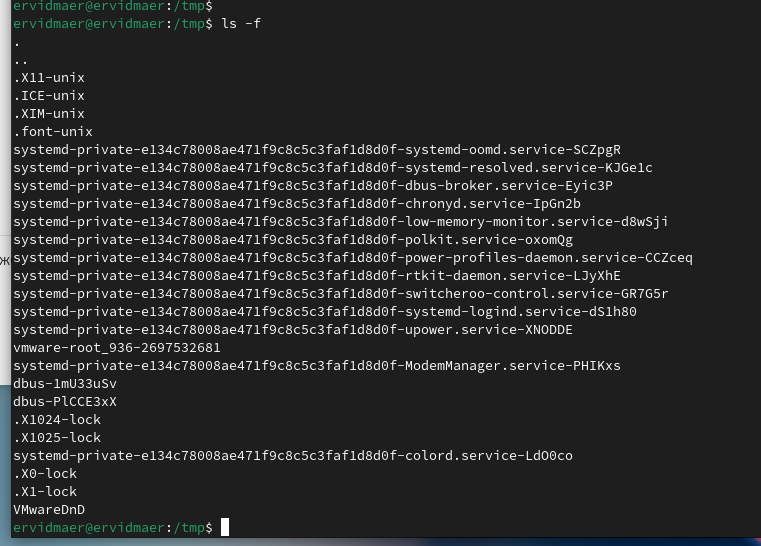 ervidmaer@ervidmaer:/tmp$
ervidmaer@ervidmaer:/tmp$ ls -f
.
..
.X11-unix
.ICE-unix
.XIM-unix
.font-unix
systemd-private-e134c78008ae471f9c8c5c3faf1d8d0f-systemd-oomd.service-SCZpgR
systemd-private-e134c78008ae471f9c8c5c3faf1d8d0f-systemd-resolved.service-KJGe1c
systemd-private-e134c78008ae471f9c8c5c3faf1d8d0f-dbus-broker.service-Eyic3P
systemd-private-e134c78008ae471f9c8c5c3faf1d8d0f-chronyd.service-IpGn2b
systemd-private-e134c78008ae471f9c8c5c3faf1d8d0f-low-memory-monitor.service-d8wSji
systemd-private-e134c78008ae471f9c8c5c3faf1d8d0f-polkit.service-oxomQg
systemd-private-e134c78008ae471f9c8c5c3faf1d8d0f-power-profiles-daemon.service-CCZceq
systemd-private-e134c78008ae471f9c8c5c3faf1d8d0f-rtkit-daemon.service-LJyXhE
systemd-private-e134c78008ae471f9c8c5c3faf1d8d0f-switcheroo-control.service-GR7G5r
systemd-private-e134c78008ae471f9c8c5c3faf1d8d0f-systemd-logind.service-dS1h80
systemd-private-e134c78008ae471f9c8c5c3faf1d8d0f-upower.service-XNODDE
vmware-root_936-2697532681
systemd-private-e134c78008ae471f9c8c5c3faf1d8d0f-ModemManager.service-PHIKxs
dbus-1mU33uSv
dbus-PlCCE3xX
.X1024-lock
.X1025-lock
systemd-private-e134c78008ae471f9c8c5c3faf1d8d0f-colord.service-LdO0co
.X0-lock
.X1-lock
VMwareDnD
ervidmaer@ervidmaer:/tmp$